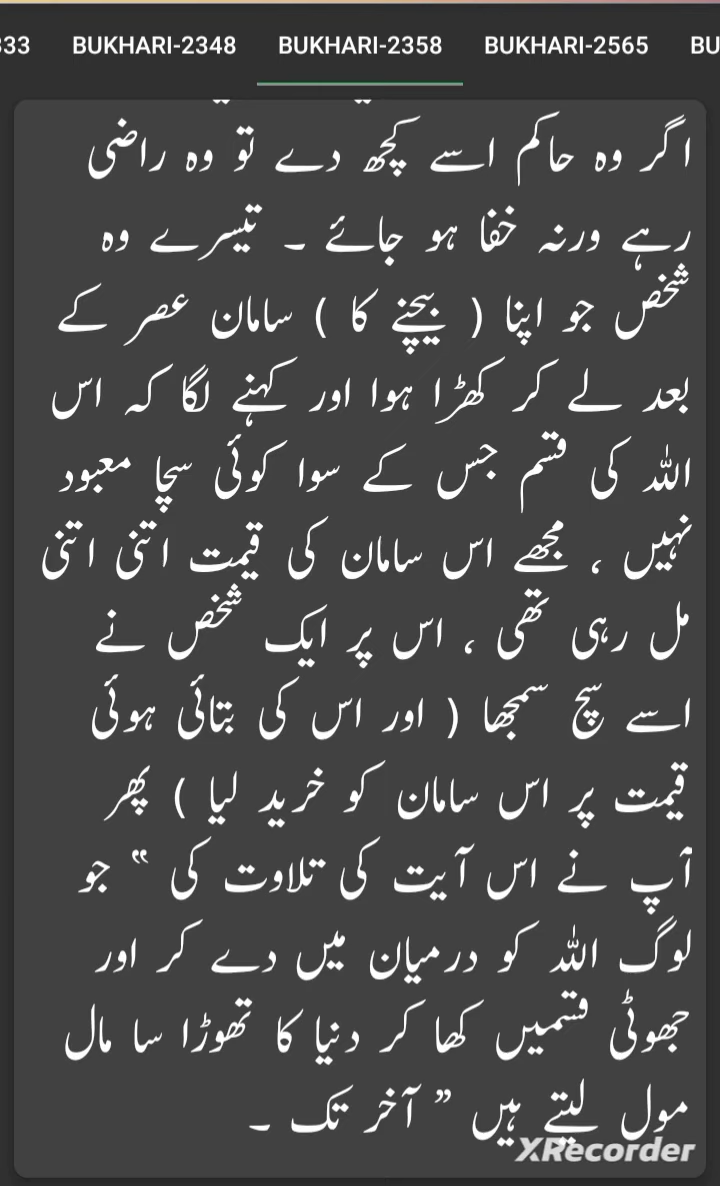 333 BUKHARI-2348 BUKHARI-2358 BUKHARI-2565 BU
اگر وہ حاکم اسے کچھ دے تو وہ راضی
رہے ورنہ خفا ہو جائے ۔ تیسرے وہ
شخص جو اپنا ( بیچنے کا ) سامان عصر کے
بعد لے کر کھڑا ہوا اور کہنے لگا کہ اس
اللہ کی قسم جس کے سوا کوئی سچا معبود
نہیں ، مجھے اس سامان کی قیمت اتنی اتنی
مل رہی تھی ، اس پر ایک شخص نے
اسے سچ سمجھا ( اور اس کی بتائی ہوئی
قیمت پر اس سامان کو خرید لیا ) پھر
آپ نے اس آیت کی تلاوت کی “ جو
لوگ اللہ کو درمیان میں دے کر اور
جھوٹی قسمیں کھا کر دنیا کا تھوڑا سا مال
مول لیتے ہیں ” آخر تک ۔
XRecorder